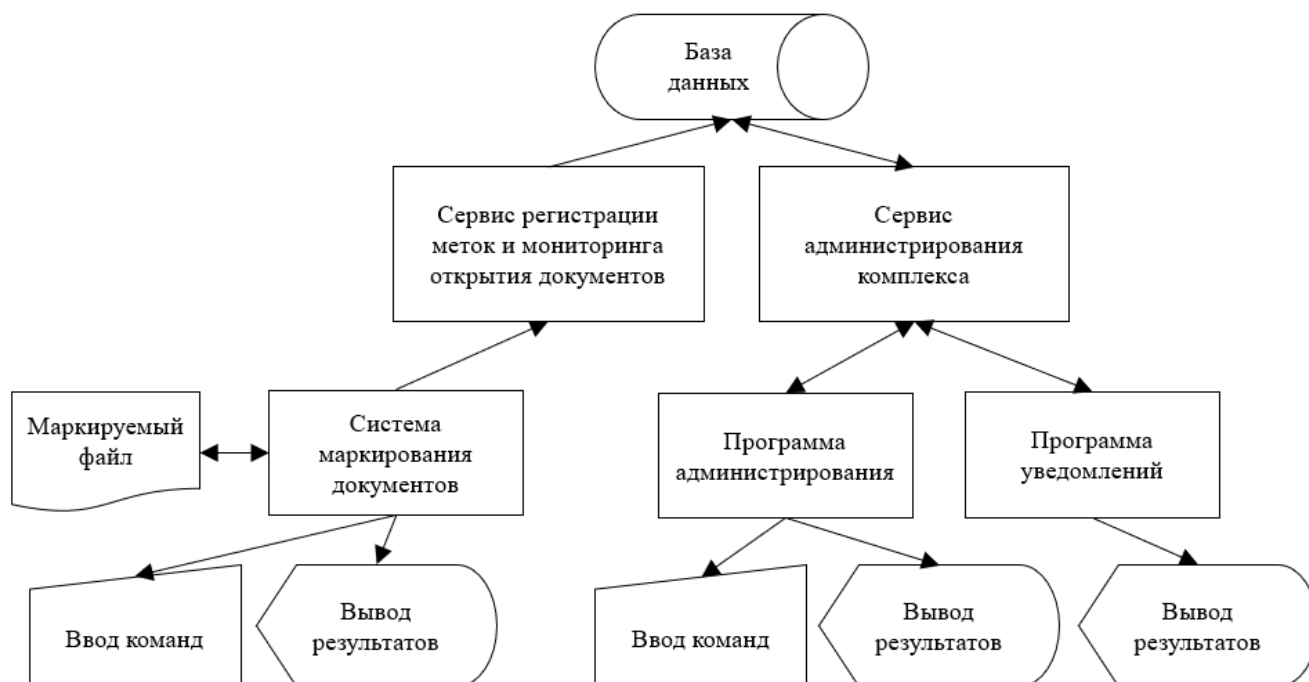 База
данных
Сервис регистрации
меток и мониторинга
открытия документов
Сервис
администрирования
комплекса
Маркируемый
файл
Система
маркирования
документов
Программа
администрирования
Программа
уведомлений
Ввод команд
Вывод
результатов
Ввод команд
Вывод
результатов
Вывод
результатов